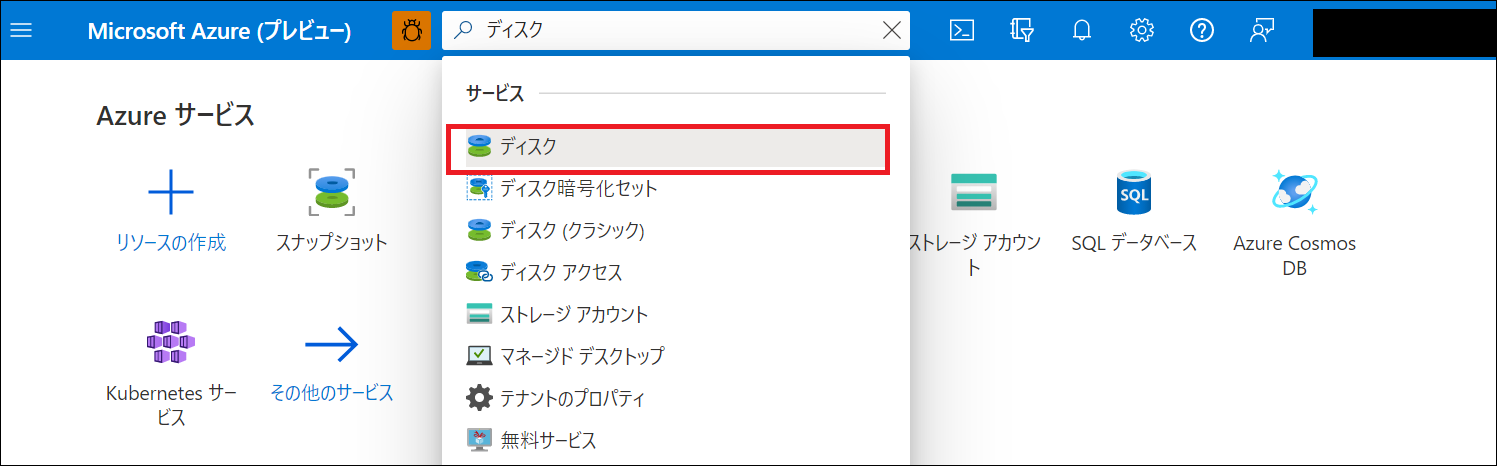 Microsoft Azure (プレビュー)
ディスク
サービス
Azure サービス
ディスク
ディスク暗号化セット
ディスク (クラシック)
ディスク アクセス
ストレージ アカウント
マネージド デスクトップ
テナントのプロパティ
無料サービス
リソースの作成
スナップショット
ストレージ アカウン
ト
SQL
SQL データベース
Azure Cosmos
DB
Kubernetes サー
ビス
その他のサービス